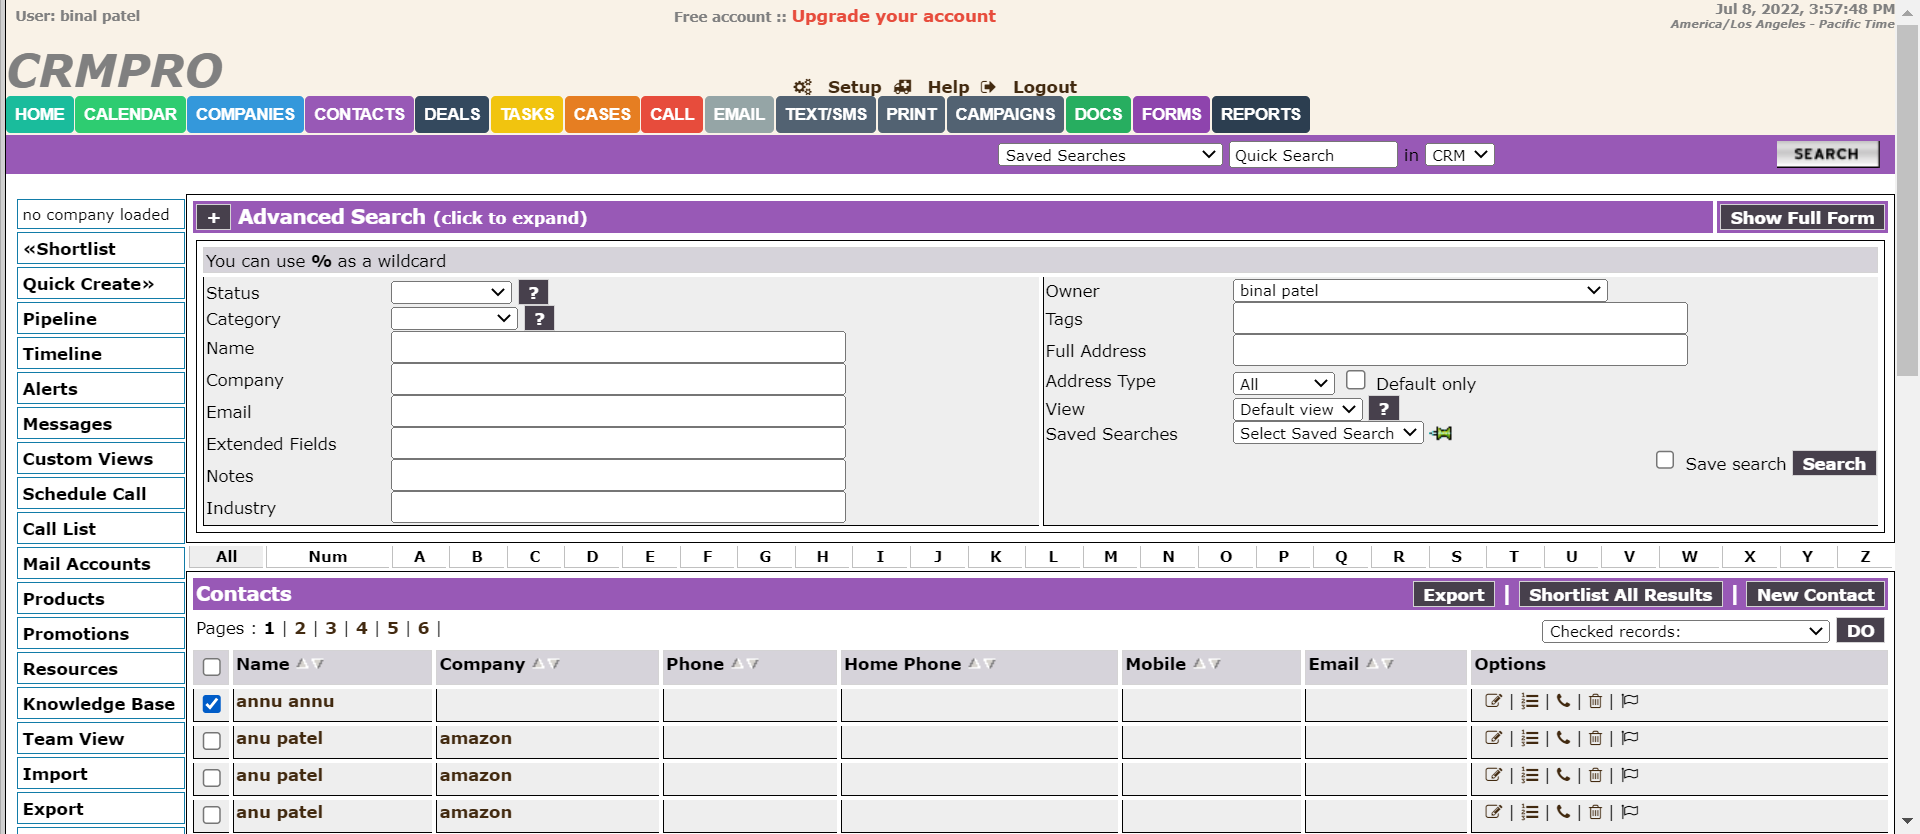 User: binal patel
Free account :: Upgrade your account
Jul 8, 2022, 3:57:48 PM
America/Los Angeles - Pacific Time
CRMPRO
Setup Help Logout
HOME CALENDAR COMPANIES CONTACTS DEALS TASKS CASES CALL EMAIL TEXT/SMS PRINT CAMPAIGNS DOCS FORMS REPORTS
Saved Searches Quick Search in CRM SEARCH
no company loaded
«Shortlist
Quick Create»
Pipeline
Timeline
Alerts
Messages
Custom Views
Schedule Call
Call List
Mail Accounts
Products
Promotions
Resources
Knowledge Base
Team View
Import
Export
+ Advanced Search (click to expand) Show Full Form
You can use % as a wildcard
Status ?
Category ?
Name
Company
Email
Extended Fields
Notes
Industry
Owner binal patel
Tags
Full Address
Address Type All Default only
View Default view ?
Saved Searches Select Saved Search
Save search Search
All Num A B C D E F G H I J K L M N O P Q R S T U V W X Y Z
Contacts Export | Shortlist All Results | New Contact
Pages : 1 | 2 | 3 | 4 | 5 | 6 |
Checked records: DO
Name Company Phone Home Phone Mobile Email Options
annu annu | | | |
anu patel amazon | | | |
anu patel amazon | | | |
anu patel amazon | | | |